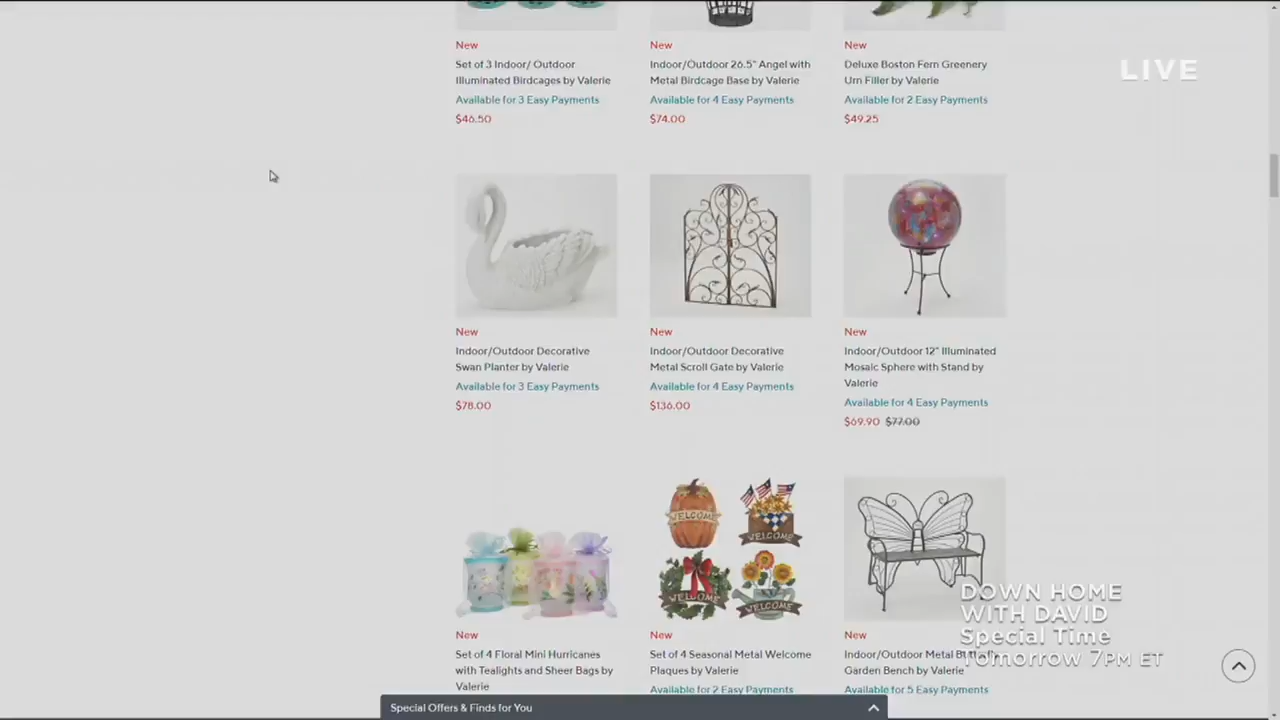 New
Set of 3 Indoor/ Outdoor
Illuminated Birdcages by Valerie
Available for 3 Easy Payments
$46.50
New
Indoor/Outdoor 26.5" Angel with
Metal Birdcage Base by Valerie
Available for 4 Easy Payments
$74.00
New
Deluxe Boston Fern Greenery
Urn Filler by Valerie
Available for 2 Easy Payments
$49.25
LIVE
New
Indoor/Outdoor Decorative
Swan Planter by Valerie
Available for 3 Easy Payments
$78.00
New
Indoor/Outdoor Decorative
Metal Scroll Gate by Valerie
Available for 4 Easy Payments
$136.00
New
Indoor/Outdoor 12" Illuminated
Mosaic Sphere with Stand by
Valerie
Available for 4 Easy Payments
$69.90 $77.00
WELCOME
WELCOME
WELCOME
WELCOME
New
Set of 4 Floral Mini Hurricanes
with Tealights and Sheer Bags by
Valerie
New
Set of 4 Seasonal Metal Welcome
Plaques by Valerie
Available for 2 Easy Payments
New
Indoor/Outdoor Metal Butterfly
Garden Bench by Valerie
Available for 5 Easy Payments
DOWN HOME
WITH DAVID
Special Time
Tomorrow 7PM ET
Special Offers & Finds for You